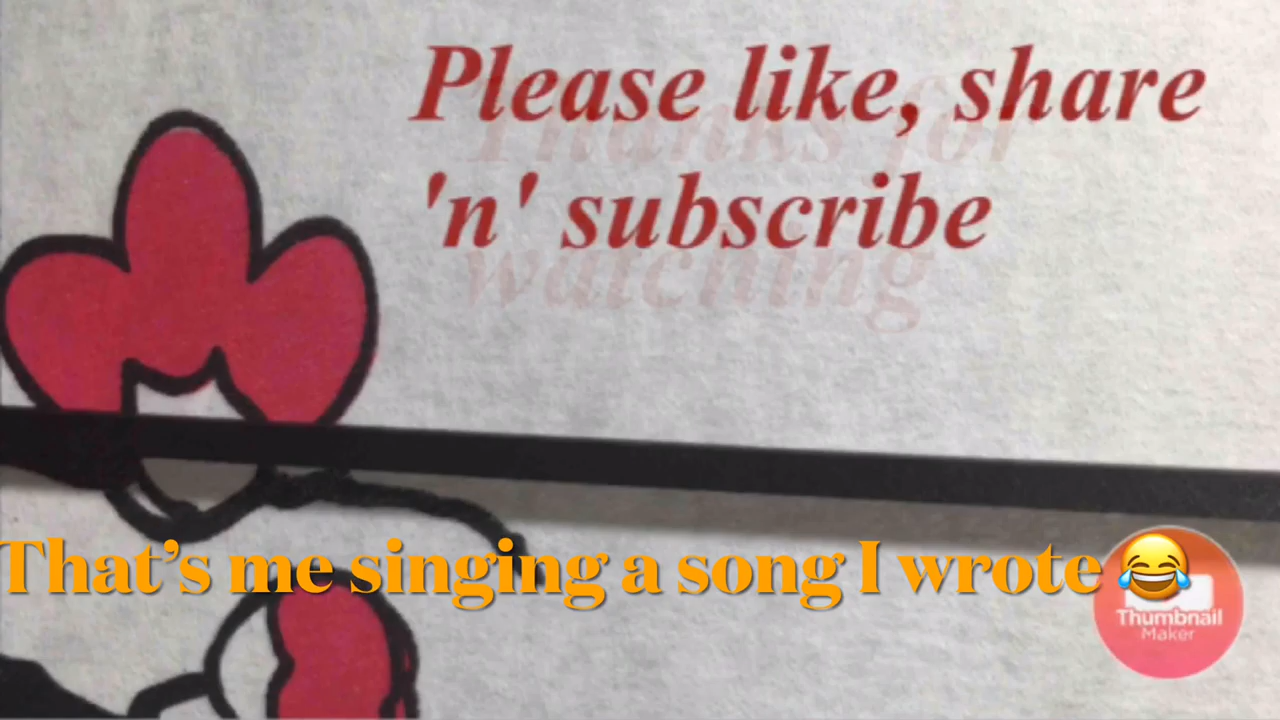 Please like, share
Thanks for
'n' subscribe
watching
That’s me singing a song I wrote 😂
Thumbnail
Maker